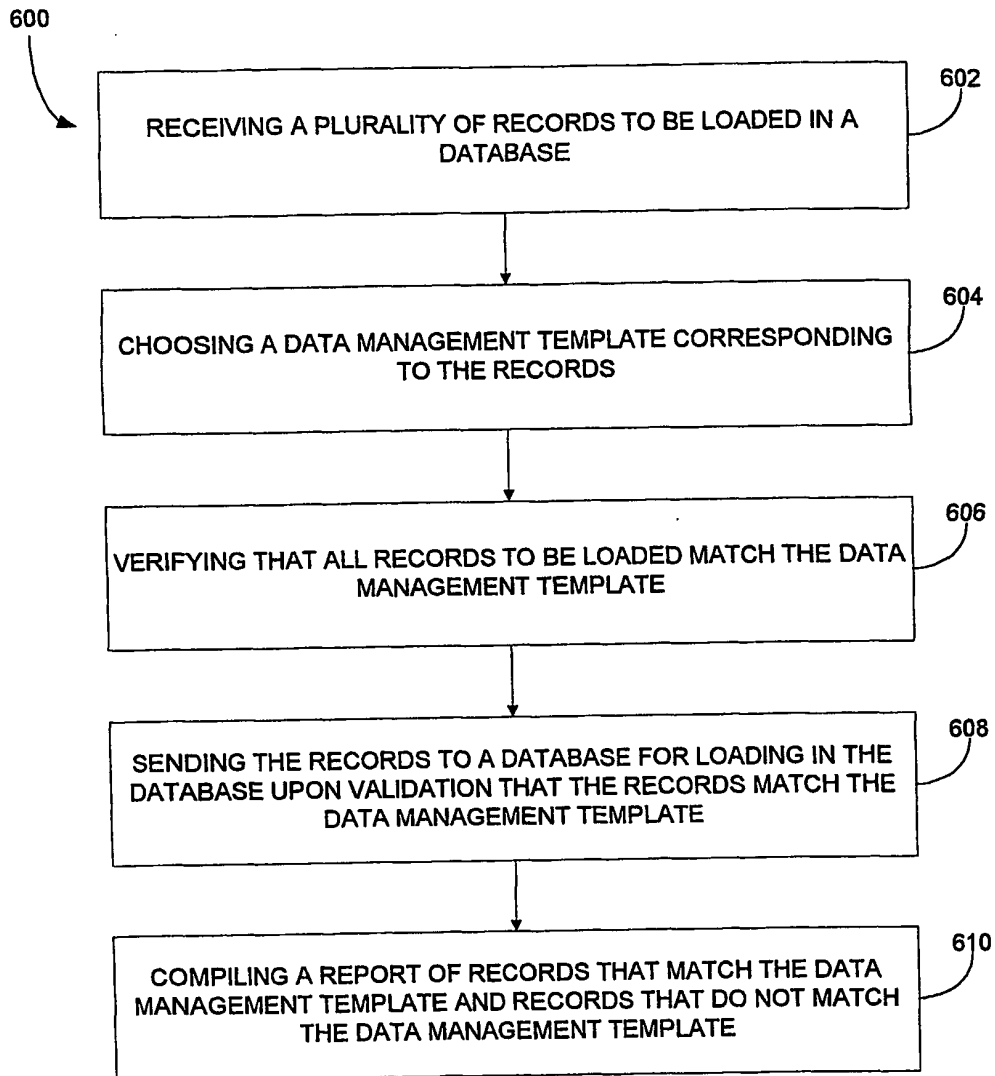 600
602
RECEIVING A PLURALITY OF RECORDS TO BE LOADED IN A
DATABASE
604
CHOOSING A DATA MANAGEMENT TEMPLATE CORRESPONDING
TO THE RECORDS
606
VERIFYING THAT ALL RECORDS TO BE LOADED MATCH THE DATA
MANAGEMENT TEMPLATE
608
SENDING THE RECORDS TO A DATABASE FOR LOADING IN THE
DATABASE UPON VALIDATION THAT THE RECORDS MATCH THE
DATA MANAGEMENT TEMPLATE
610
COMPILING A REPORT OF RECORDS THAT MATCH THE DATA
MANAGEMENT TEMPLATE AND RECORDS THAT DO NOT MATCH
THE DATA MANAGEMENT TEMPLATE